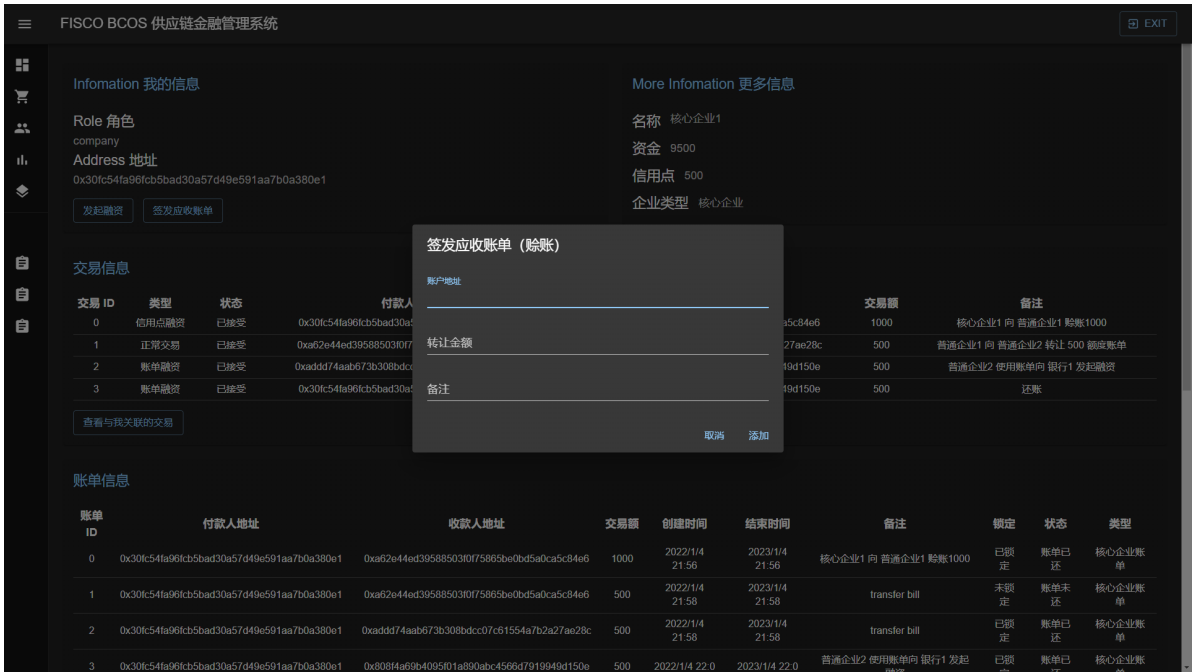 FISCO BCOS 供应链金融管理系统
EXIT
Infomation 我的信息
Role 角色
company
Address 地址
0x30fc54fa96fcb5bad30a57d49e591aa7b0a380e1
发起融资 签发应收账单
More Infomation 更多信息
名称 核心企业1
资金 9500
信用点 500
企业类型 核心企业
签发应收账单（赊账）
账户地址
转让金额
备注
取消 添加
交易信息
交易 ID 类型 状态 付款人 交易额 备注
0 信用点融资 已接受 0x30fc54fa96fcb5bad30a5 a5c84e6 1000 核心企业1 向 普通企业1 赊账1000
1 正常交易 已接受 0xa62e44ed39588503f0f7 27ae28c 500 普通企业1 向 普通企业2 转让 500 额度账单
2 账单融资 已接受 0xaddd74aab673b308bdcc 49d150e 500 普通企业2 使用账单向 银行1 发起融资
3 账单融资 已接受 0x30fc54fa96fcb5bad30a5 49d150e 500 还账
查看与我关联的交易
账单信息
账单 ID 付款人地址 收款人地址 交易额 创建时间 结束时间 备注 锁定 状态 类型
0 0x30fc54fa96fcb5bad30a57d49e591aa7b0a380e1 0xa62e44ed39588503f0f75865be0bd5a0ca5c84e6 1000 2022/1/4 21:56 2023/1/4 21:56 核心企业1 向 普通企业1 赊账1000 已锁定 账单已还 核心企业账单
1 0x30fc54fa96fcb5bad30a57d49e591aa7b0a380e1 0xa62e44ed39588503f0f75865be0bd5a0ca5c84e6 500 2022/1/4 21:58 2023/1/4 21:58 transfer bill 未锁定 账单未还 核心企业账单
2 0x30fc54fa96fcb5bad30a57d49e591aa7b0a380e1 0xaddd74aab673b308bdcc07c61554a7b2a27ae28c 500 2022/1/4 21:58 2023/1/4 21:58 transfer bill 已锁定 账单已还 核心企业账单
3 0x30fc54fa96fcb5bad30a57d49e591aa7b0a380e1 0x808f4a69b4095f01a890abc4566d7919949d150e 500 2022/1/4 22:0 2023/1/4 22:0 普通企业2 使用账单向 银行1 发起 已锁 账单已 核心企业账